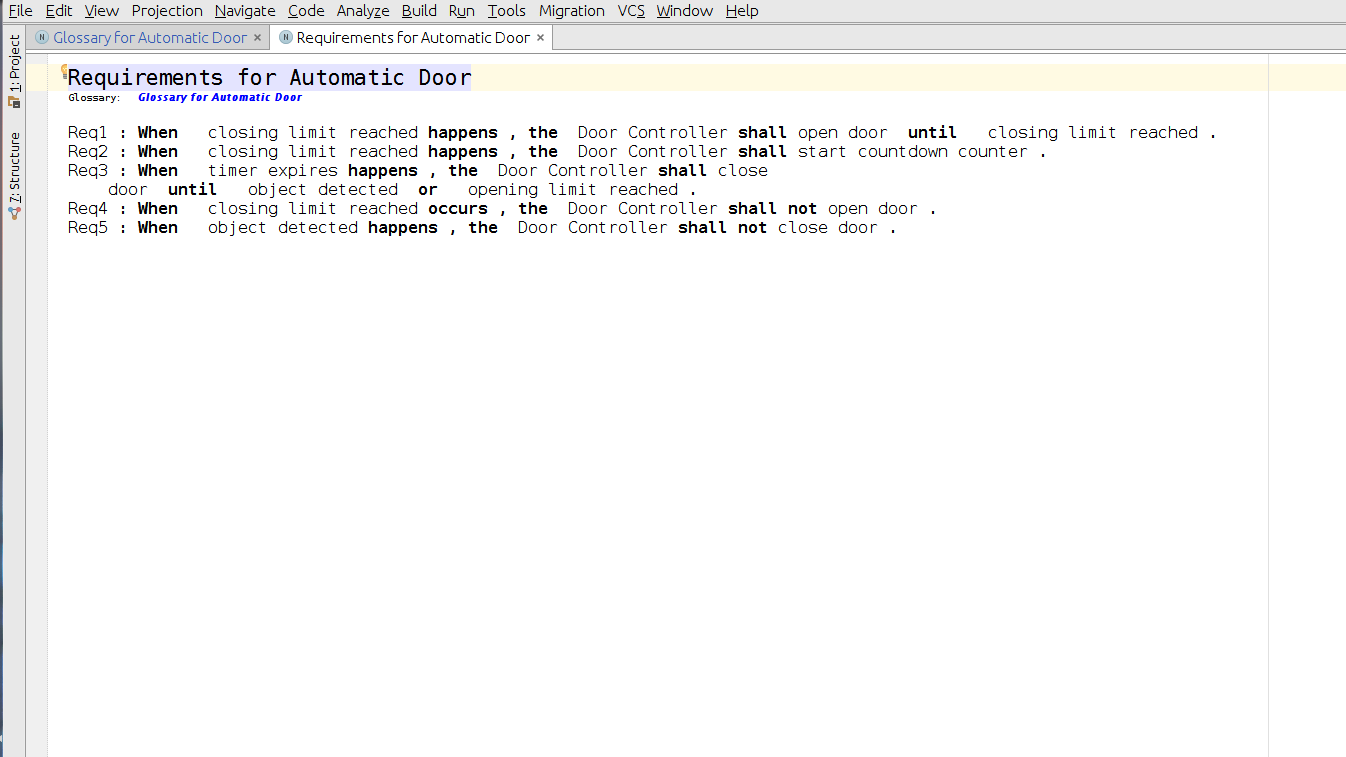 File Edit View Projection Navigate Code Analyze Build Run Tools Migration VCS Window Help
Glossary for Automatic Door × Requirements for Automatic Door ×
1: Project
7: Structure
Requirements for Automatic Door
Glossary: Glossary for Automatic Door
Req1 : When closing limit reached happens , the Door Controller shall open door until closing limit reached .
Req2 : When closing limit reached happens , the Door Controller shall start countdown counter .
Req3 : When timer expires happens , the Door Controller shall close
door until object detected or opening limit reached .
Req4 : When closing limit reached occurs , the Door Controller shall not open door .
Req5 : When object detected happens , the Door Controller shall not close door .